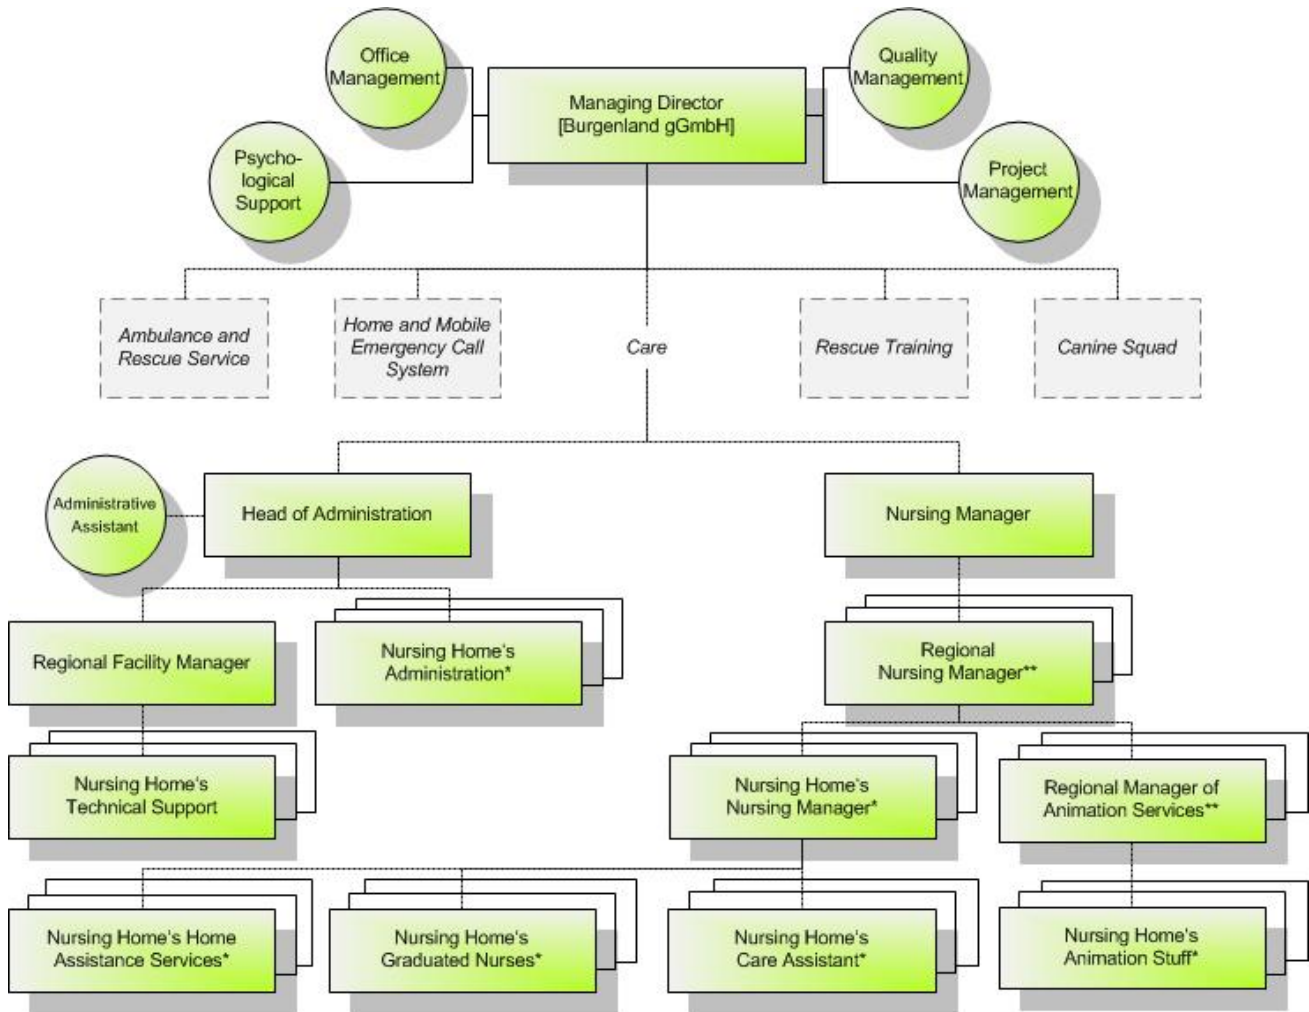 Office
Management
Quality
Management
Managing Director
[Burgenland gGmbH]
Psycho-
logical
Support
Project
Management
Ambulance and
Rescue Service
Home and Mobile
Emergency Call
System
Care
Rescue Training
Canine Squad
Administrative
Assistant
Head of Administration
Nursing Manager
Regional Facility Manager
Nursing Home‘s
Administration*
Regional
Nursing Manager**
Nursing Home‘s
Technical Support
Nursing Home‘s
Nursing Manager*
Regional Manager of
Animation Services**
Nursing Home‘s Home
Assistance Services*
Nursing Home‘s
Graduated Nurses*
Nursing Home‘s
Care Assistant*
Nursing Home‘s
Animation Stuff*